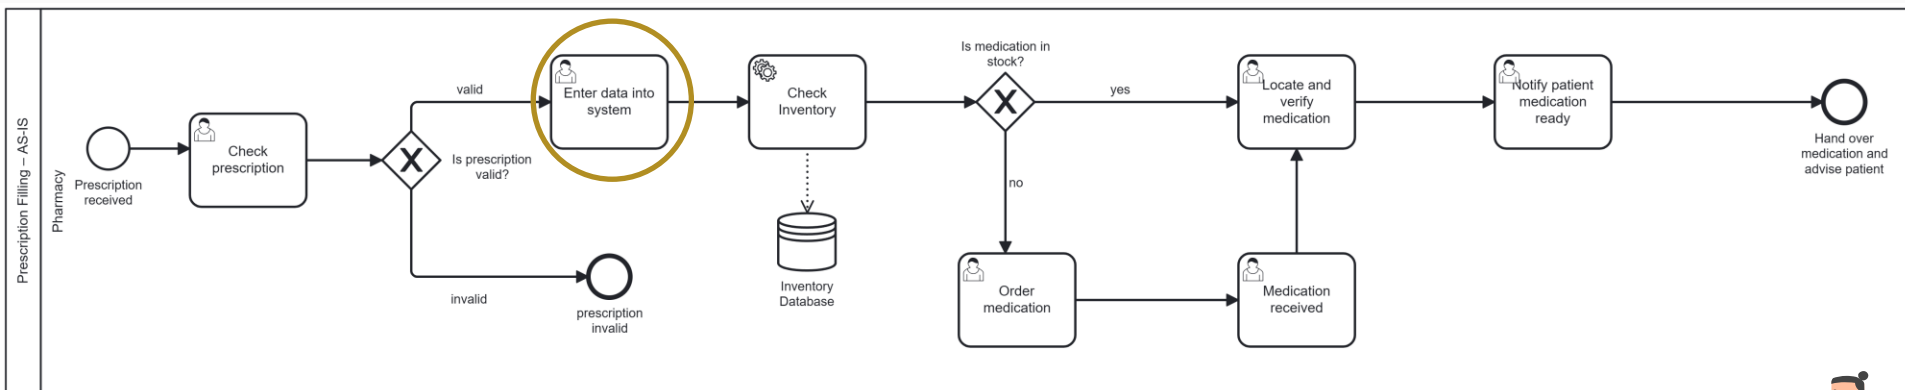 Prescription Filling – AS-IS
Pharmacy
Prescription
received
Check
prescription
Is prescription
valid?
valid
invalid
prescription
invalid
Enter data into
system
Check
Inventory
Inventory
Database
Is medication in
stock?
yes
no
Order
medication
Medication
received
Locate and
verify
medication
Notify patient
medication
ready
Hand over
medication and
advise patient